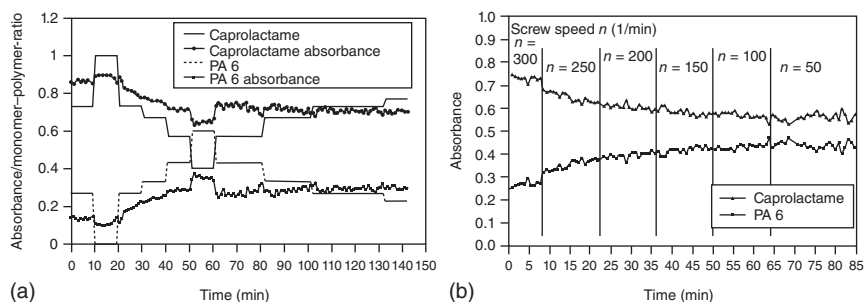 Absorbance/monomer–polymer-ratio
1.2
1
0.8
0.6
0.4
0.2
0
Caprolactame
Caprolactame absorbance
PA 6
PA 6 absorbance
0 10 20 30 40 50 60 70 80 90 100 110 120 130 140 150
(a)
Time (min)
Absorbance
1.0
0.9
0.8
0.7
0.6
0.5
0.4
0.3
0.2
0.1
0.0
Screw speed n (1/min)
n =
300
n = 250
n = 200
n = 150
n = 100
n = 50
Caprolactame
PA 6
0 5 10 15 20 25 30 35 40 45 50 55 60 65 70 75 80 85
(b)
Time (min)